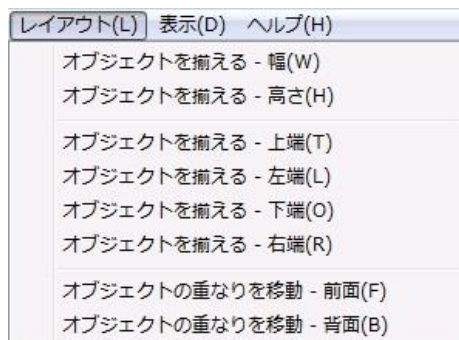 レイアウト(L) 表示(D) ヘルプ(H)
オブジェクトを揃える - 幅(W)
オブジェクトを揃える - 高さ(H)
オブジェクトを揃える - 上端(T)
オブジェクトを揃える - 左端(L)
オブジェクトを揃える - 下端(O)
オブジェクトを揃える - 右端(R)
オブジェクトの重なりを移動 - 前面(F)
オブジェクトの重なりを移動 - 背面(B)